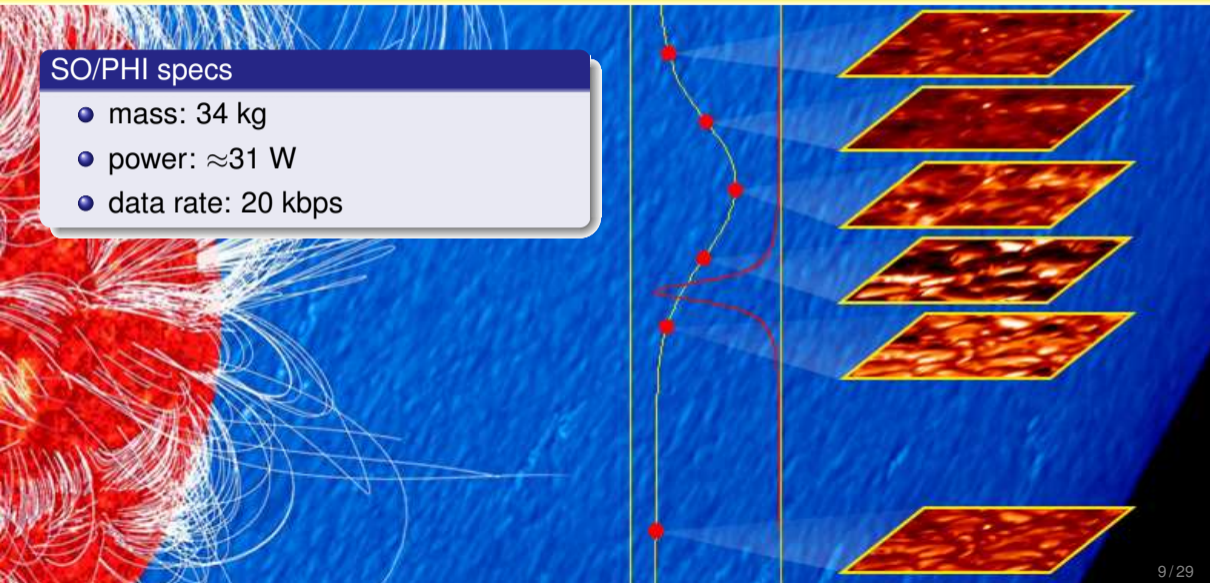 SO/PHI specs
mass: 34 kg
power: ≈31 W
data rate: 20 kbps
9/29